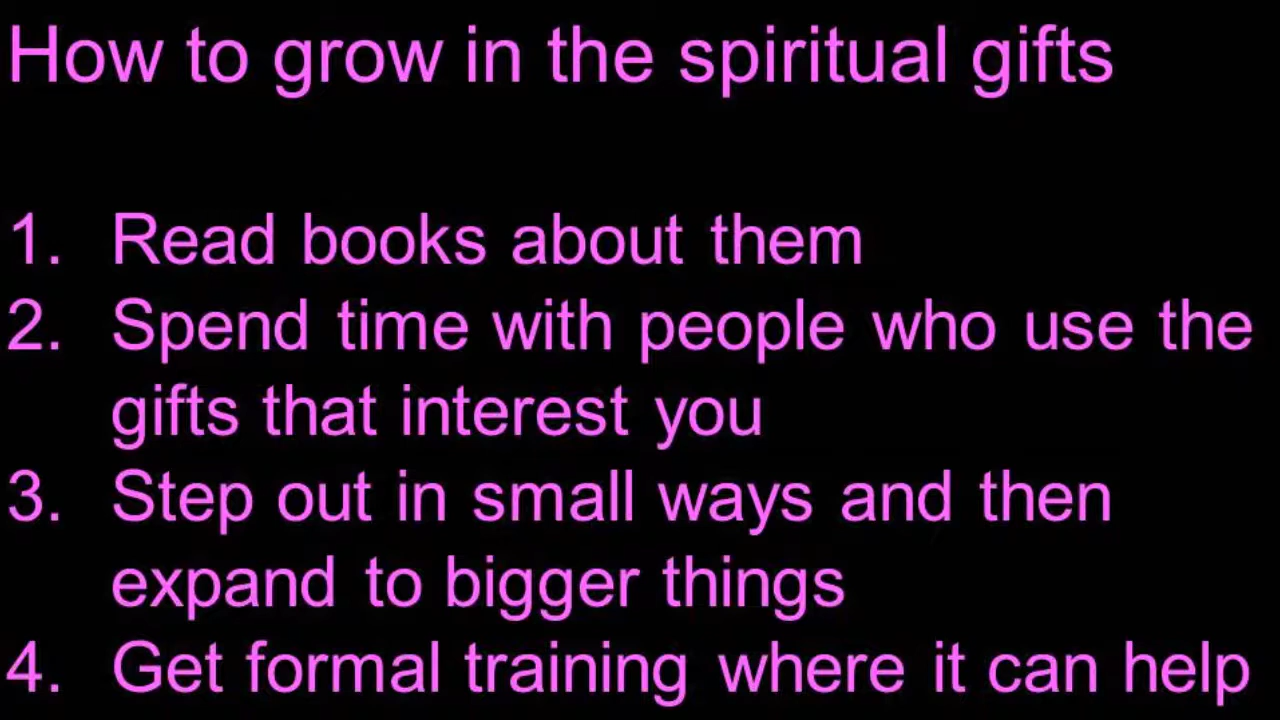 How to grow in the spiritual gifts
1. Read books about them
2. Spend time with people who use the
gifts that interest you
3. Step out in small ways and then
expand to bigger things
4. Get formal training where it can help